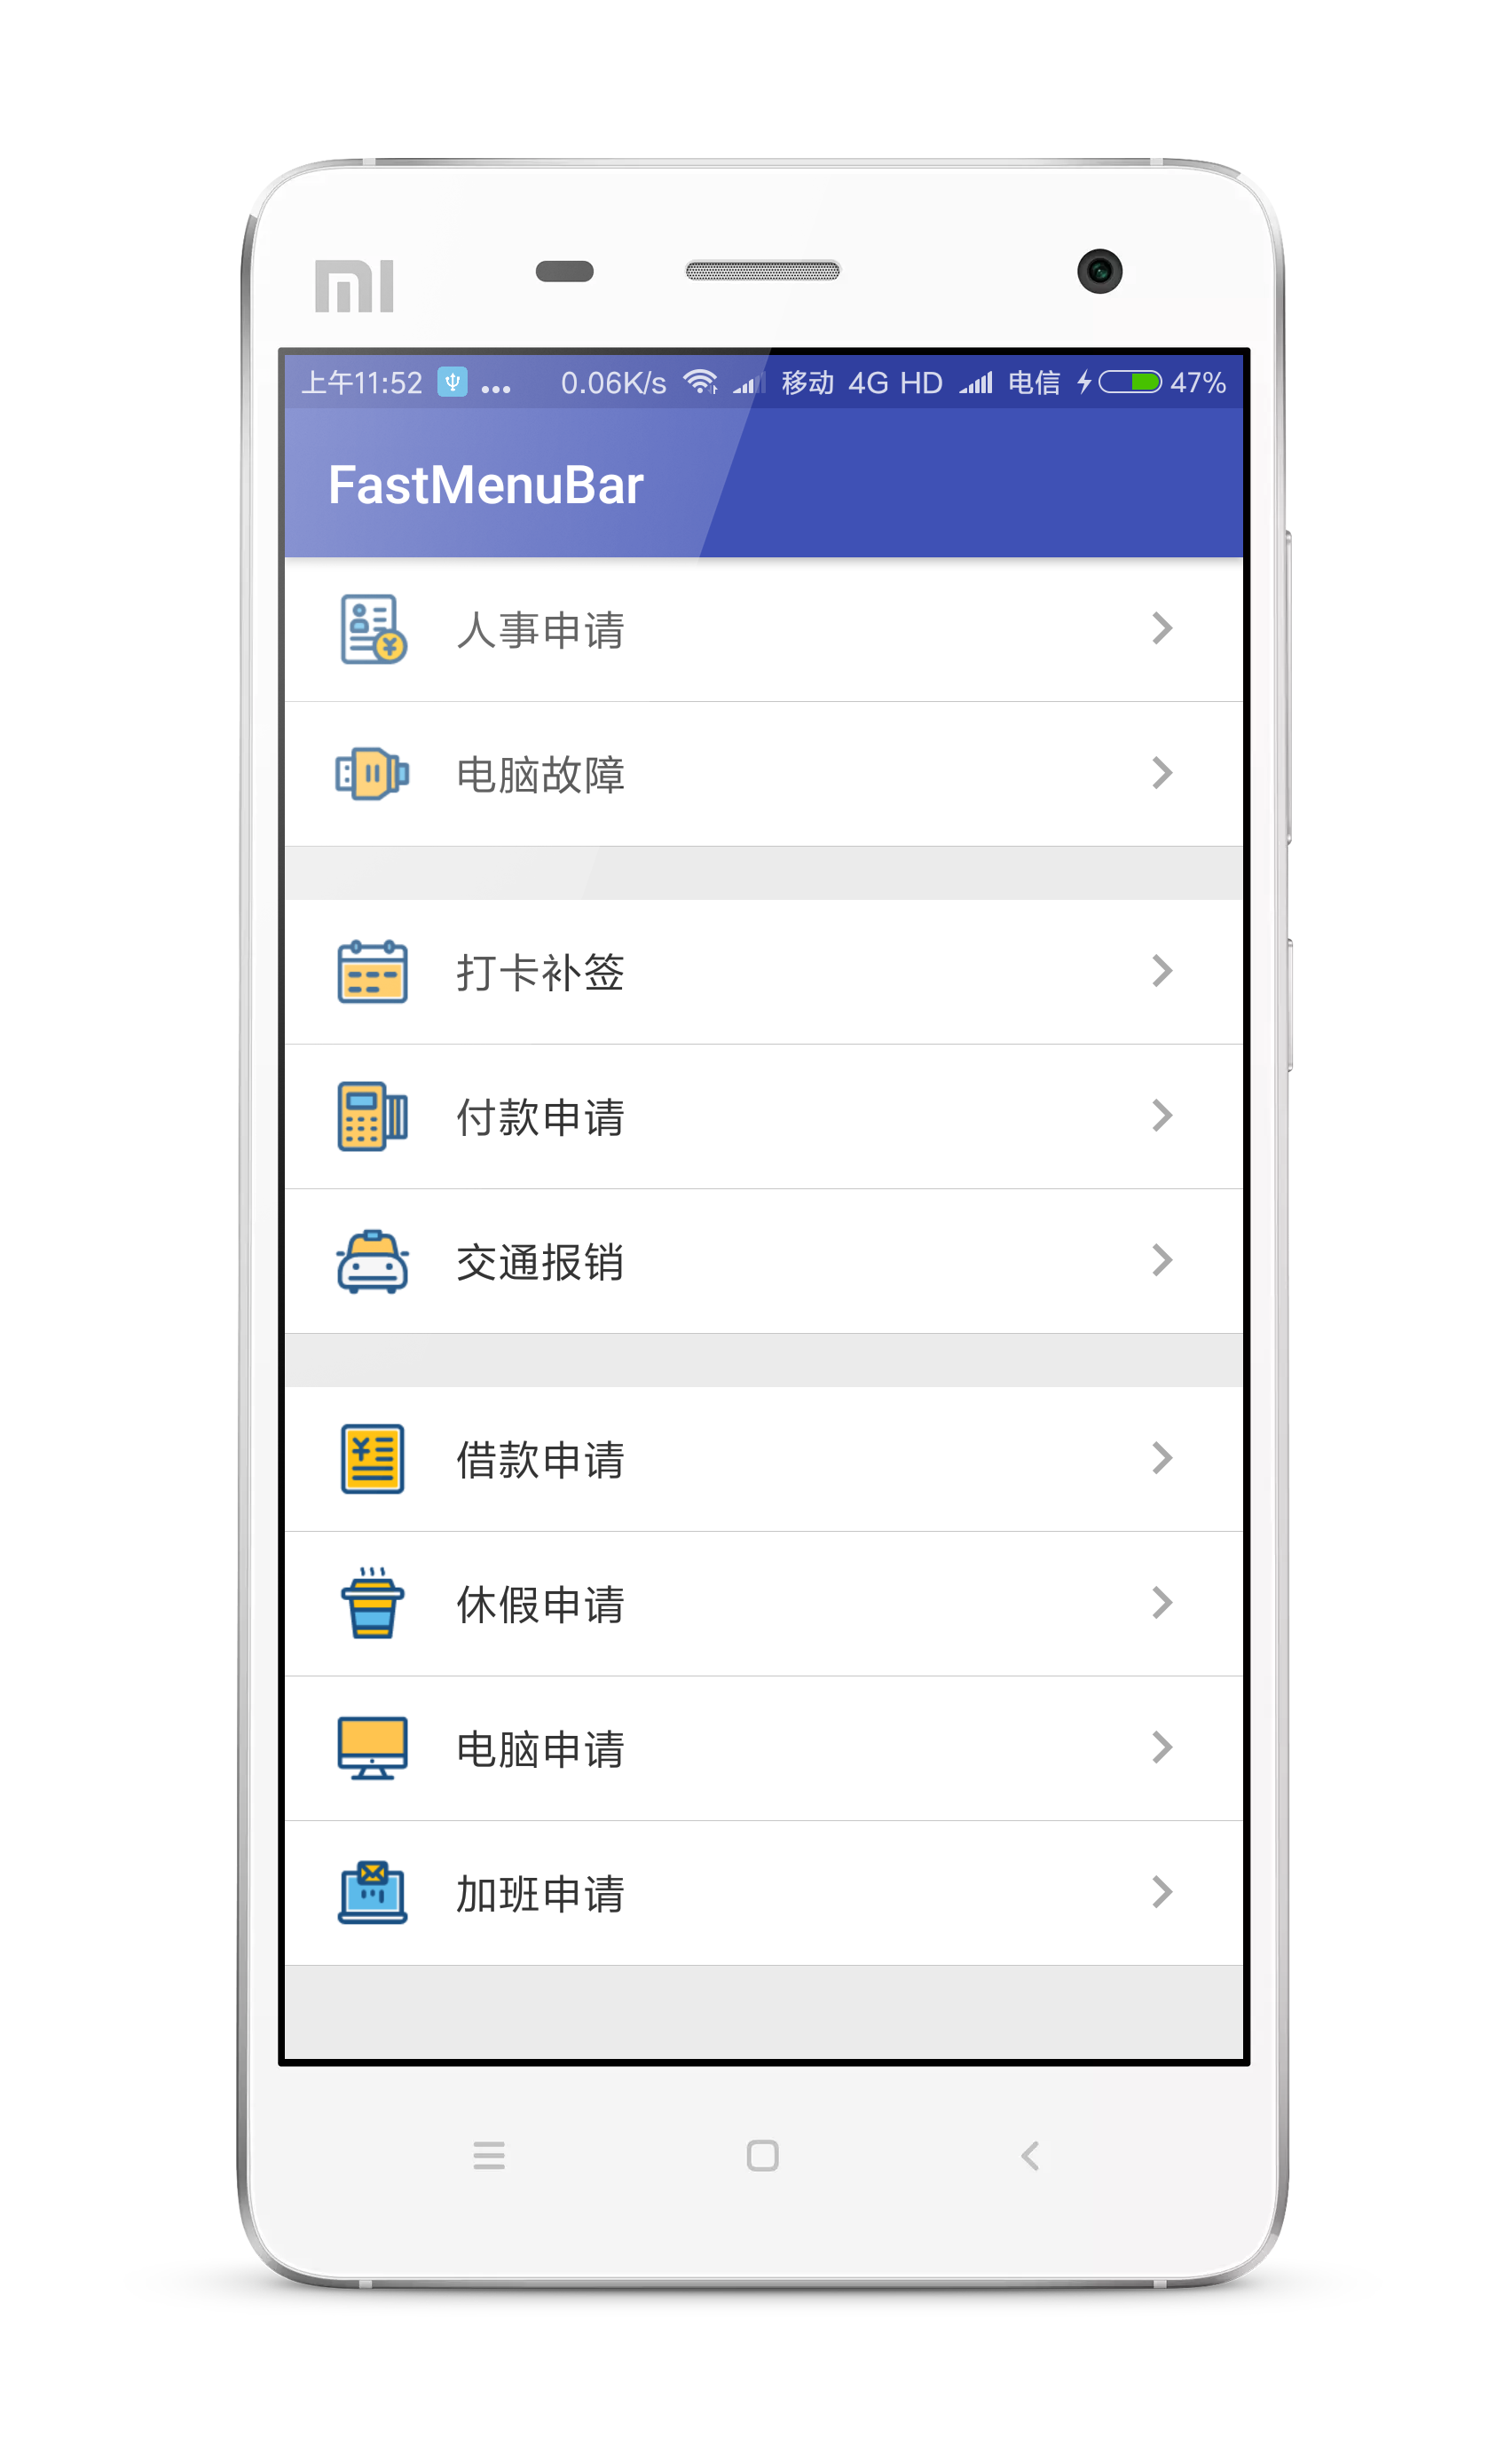 MI
上午11:52 ... 0.06K/s 移动 4G HD 电信 47%
FastMenuBar
人事申请
电脑故障
打卡补签
付款申请
交通报销
借款申请
休假申请
电脑申请
加班申请